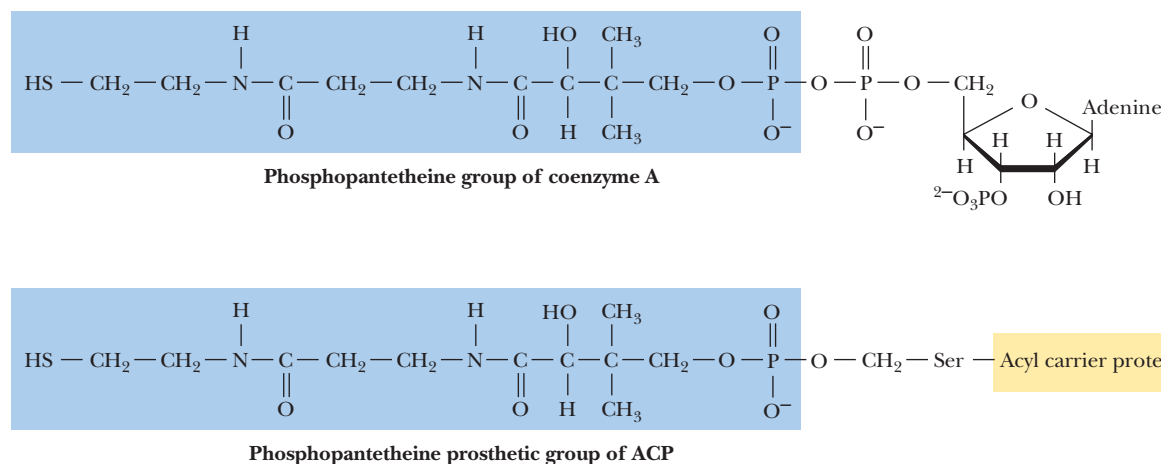 H H HO CH₃ O O
HS — CH₂ — CH₂ — N — C — CH₂ — CH₂ — N — C — C — C — CH₂ — O — P — O — P — O — CH₂
O O H CH₃ O⁻ O⁻
O Adenine
H H H H
²⁻O₃PO OH
Phosphopantetheine group of coenzyme A
H H HO CH₃ O
HS — CH₂ — CH₂ — N — C — CH₂ — CH₂ — N — C — C — C — CH₂ — O — P — O — CH₂ — Ser — Acyl carrier prote
O O H CH₃ O⁻
Phosphopantetheine prosthetic group of ACP